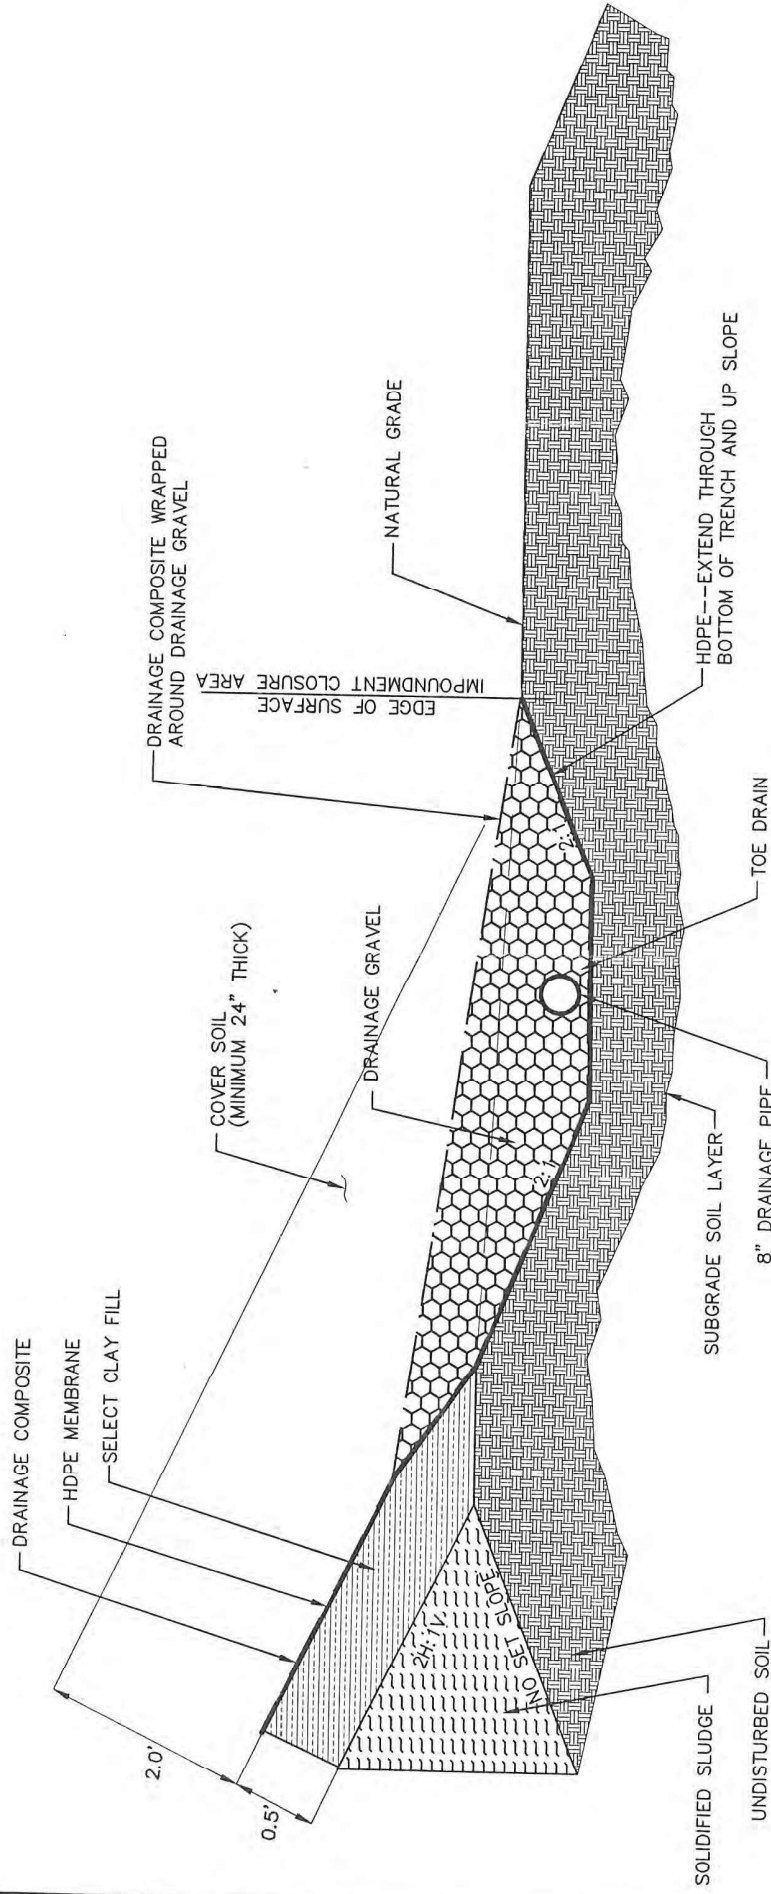 DRAINAGE COMPOSITE
HDPE MEMBRANE
SELECT CLAY FILL
COVER SOIL
(MINIMUM 24" THICK)
DRAINAGE GRAVEL
DRAINAGE COMPOSITE WRAPPED
AROUND DRAINAGE GRAVEL
EDGE OF SURFACE
IMPOUNDMENT CLOSURE AREA
NATURAL GRADE
2.0'
0.5'
2H:1V
NO SET SLOPE
2:1
2:1
HDPE--EXTEND THROUGH
BOTTOM OF TRENCH AND UP SLOPE
SOLIDIFIED SLUDGE
UNDISTURBED SOIL
SUBGRADE SOIL LAYER
8" DRAINAGE PIPE
TOE DRAIN